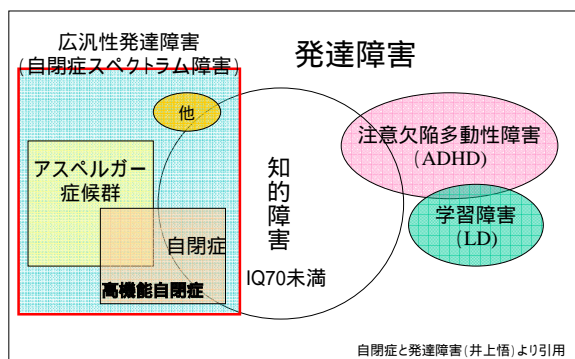 広汎性発達障害
(自閉症スペクトラム障害)
発達障害
他
注意欠陥多動性障害
(ADHD)
アスペルガー
症候群
知的障害
学習障害
(LD)
自閉症
IQ70未満
高機能自閉症
自閉症と発達障害(井上悟)より引用